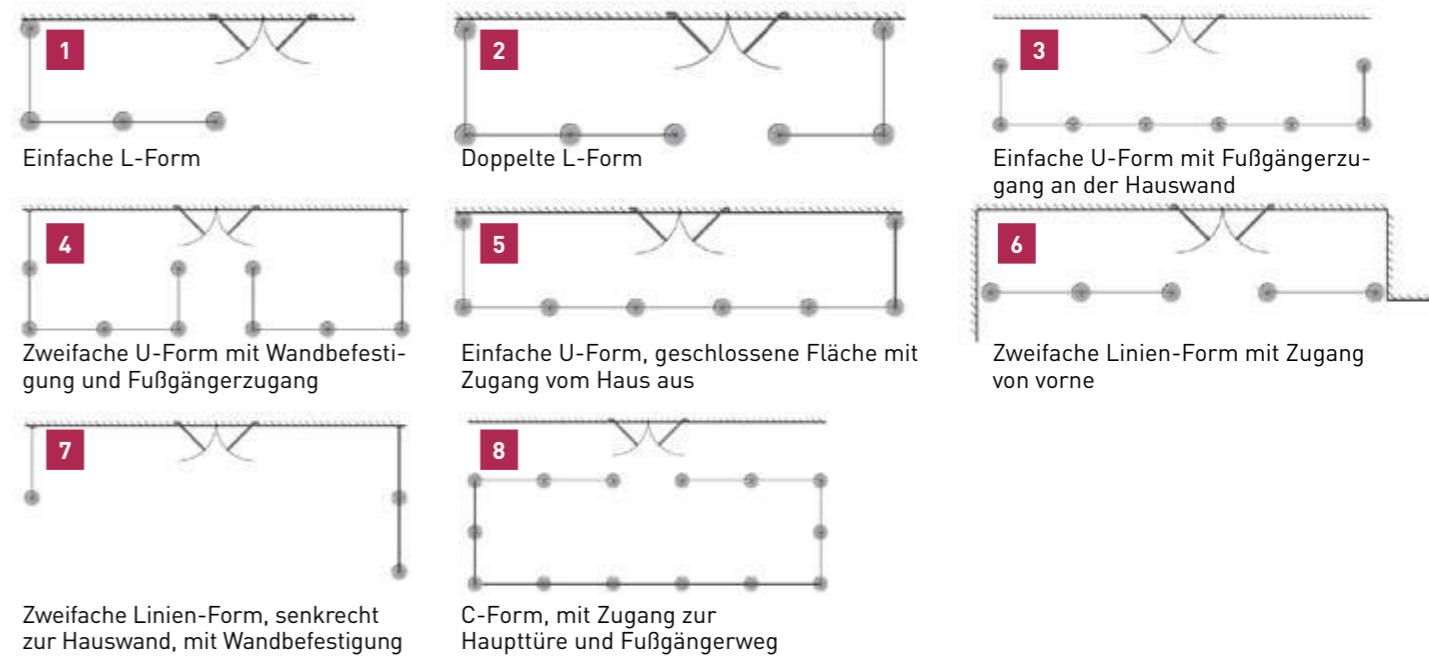 1
Einfache L-Form
2
Doppelte L-Form
3
Einfache U-Form mit Fußgängerzu-
gang an der Hauswand
4
Zweifache U-Form mit Wandbefesti-
gung und Fußgängerzugang
5
Einfache U-Form, geschlossene Fläche mit
Zugang vom Haus aus
6
Zweifache Linien-Form mit Zugang
von vorne
7
Zweifache Linien-Form, senkrecht
zur Hauswand, mit Wandbefestigung
8
C-Form, mit Zugang zur
Haupttüre und Fußgängerweg